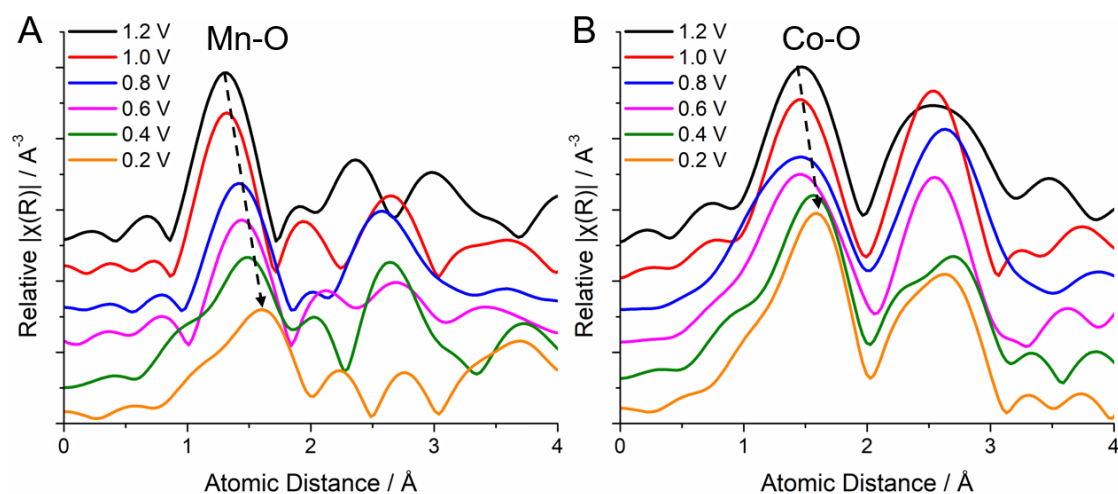 A
Mn-O
1.2 V
1.0 V
0.8 V
0.6 V
0.4 V
0.2 V
Relative |χ(R)| / A⁻³
0 1 2 3 4
Atomic Distance / Å
B
Co-O
1.2 V
1.0 V
0.8 V
0.6 V
0.4 V
0.2 V
Relative |χ(R)| / A⁻³
0 1 2 3 4
Atomic Distance / Å